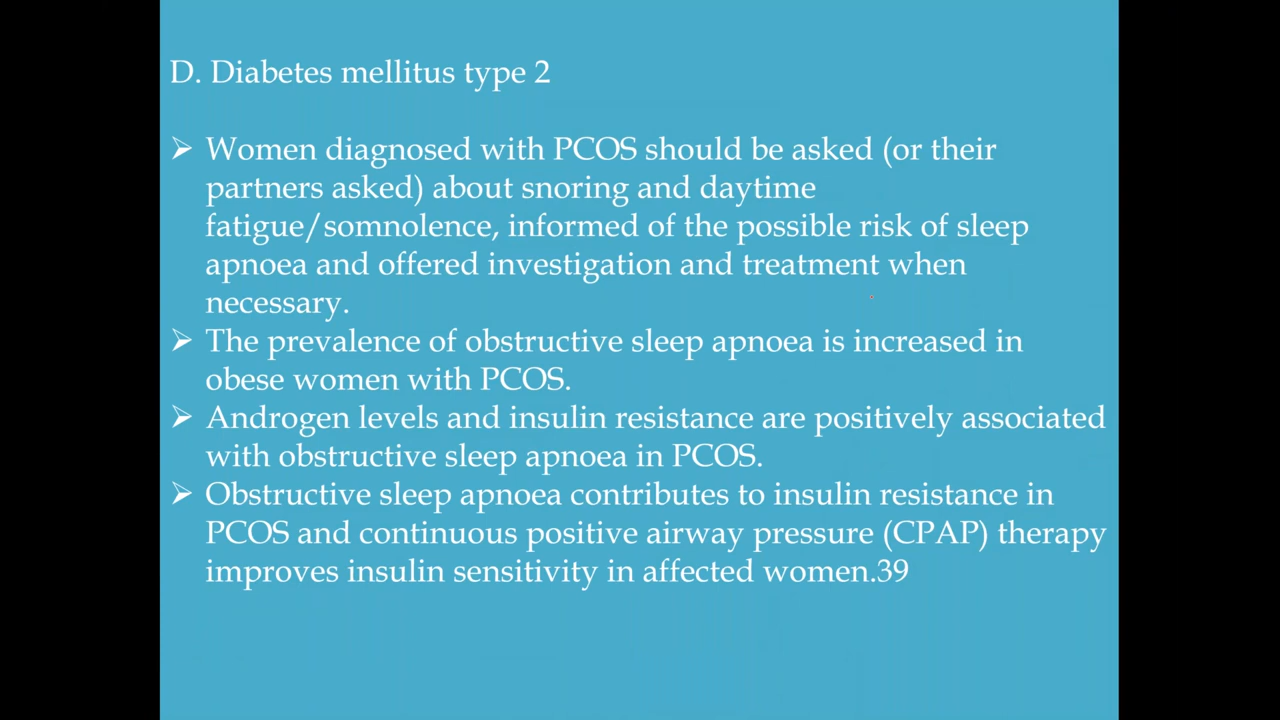 D. Diabetes mellitus type 2
➢ Women diagnosed with PCOS should be asked (or their
partners asked) about snoring and daytime
fatigue/somnolence, informed of the possible risk of sleep
apnoea and offered investigation and treatment when
necessary.
➢ The prevalence of obstructive sleep apnoea is increased in
obese women with PCOS.
➢ Androgen levels and insulin resistance are positively associated
with obstructive sleep apnoea in PCOS.
➢ Obstructive sleep apnoea contributes to insulin resistance in
PCOS and continuous positive airway pressure (CPAP) therapy
improves insulin sensitivity in affected women.39